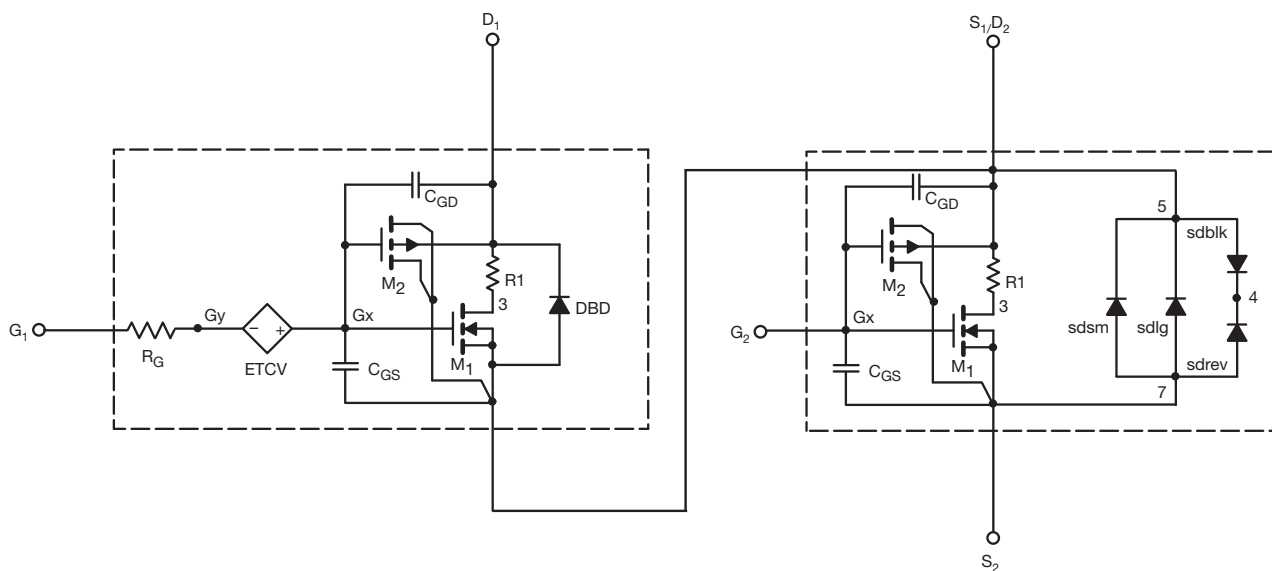 D1
S1/D2
CGD
M2
R1
3
DBD
G1
RG
Gy
ETCV
Gx
M1
CGS
CGD
M2
R1
3
G2
Gx
M1
CGS
5
sdblk
4
sdsm
sdlg
sdrev
7
S2